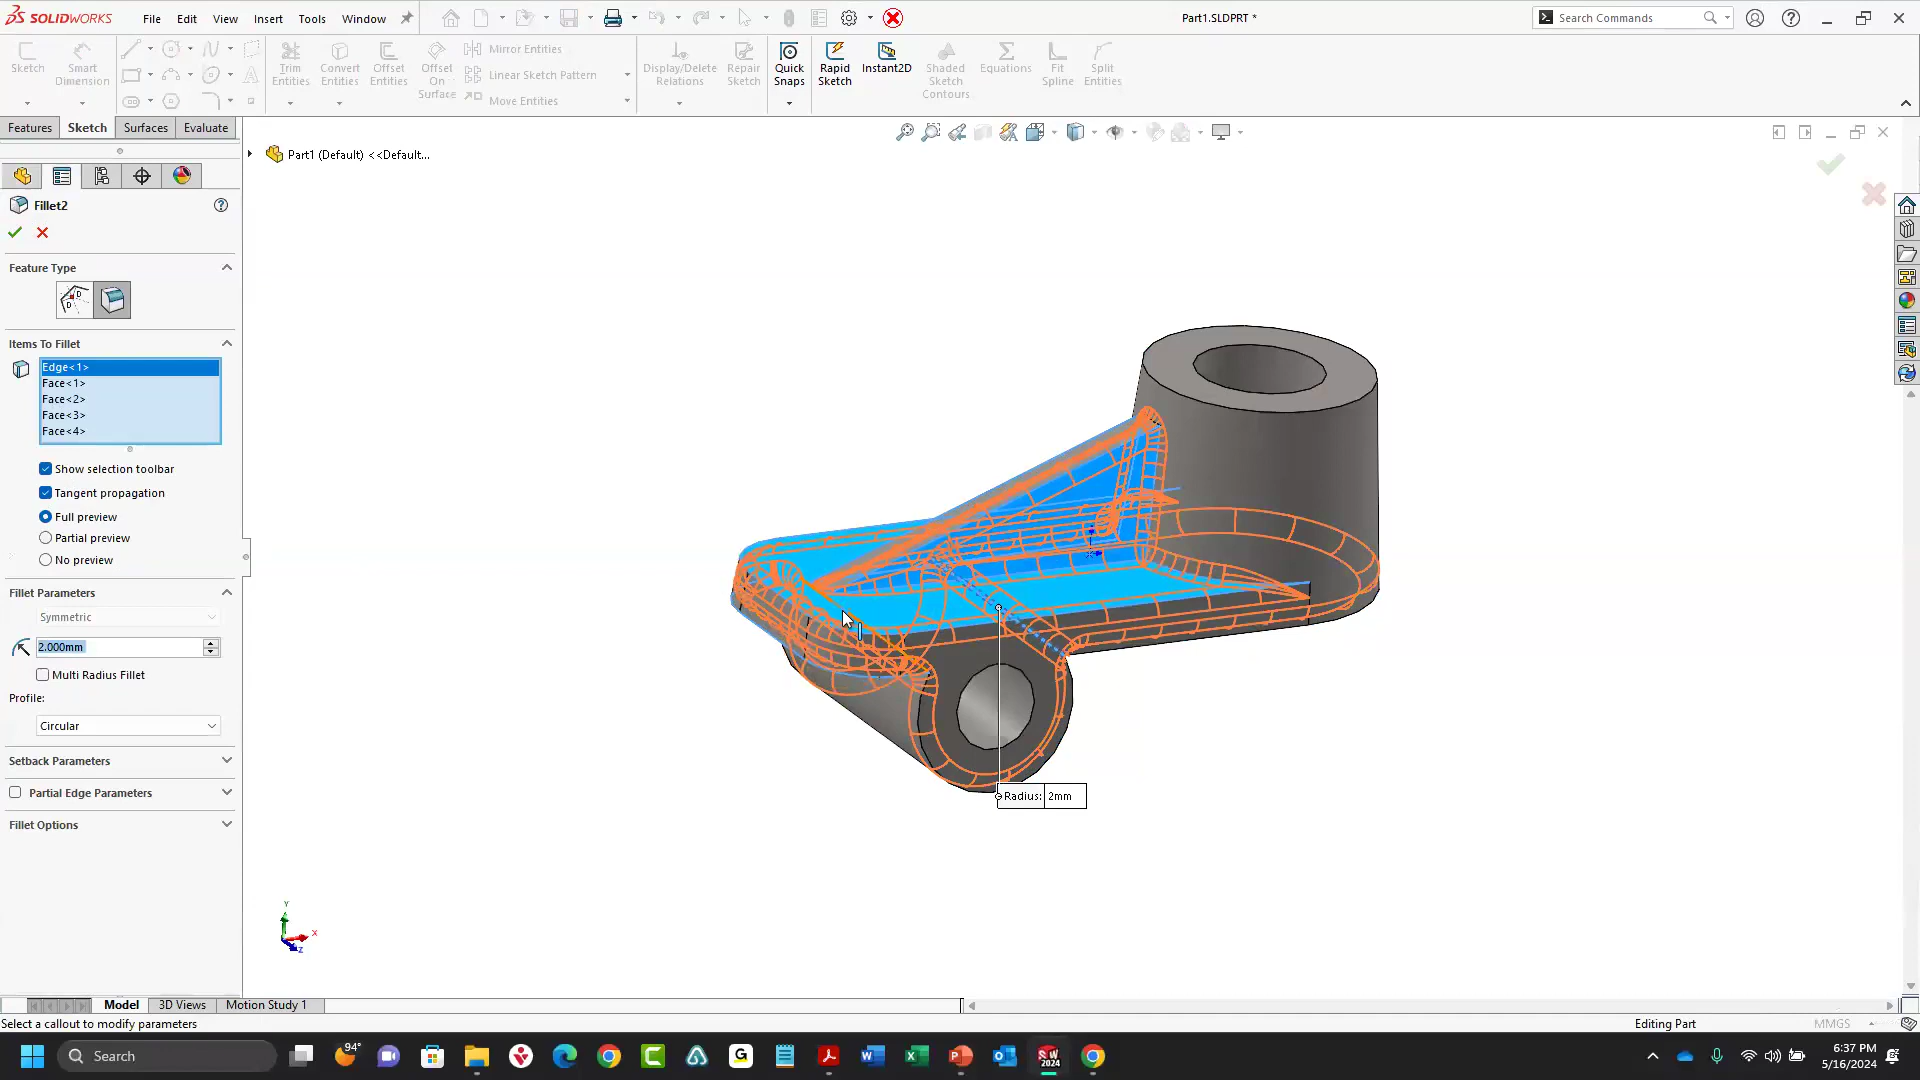 SOLIDWORKS File Edit View Insert Tools Window Part1.SLDPRT * Search Commands
Sketch Smart Dimension Trim Entities Convert Entities Offset Entities Offset On Surface Mirror Entities Linear Sketch Pattern Move Entities Display/Delete Relations Repair Sketch Quick Snaps Rapid Sketch Instant2D Shaded Sketch Contours Equations Fit Spline Split Entities
Features Sketch Surfaces Evaluate
Part1 (Default) <<Default...
Fillet2
Feature Type
Items To Fillet
Edge<1>
Face<1>
Face<2>
Face<3>
Face<4>
Show selection toolbar
Tangent propagation
Full preview
Partial preview
No preview
Fillet Parameters
Symmetric
2.000mm
Multi Radius Fillet
Profile:
Circular
Setback Parameters
Partial Edge Parameters
Fillet Options
Radius: 2mm
Y
X
Z
Model 3D Views Motion Study 1
Select a callout to modify parameters Editing Part MMGS
Search 94° SW 2024 6:37 PM
5/16/2024